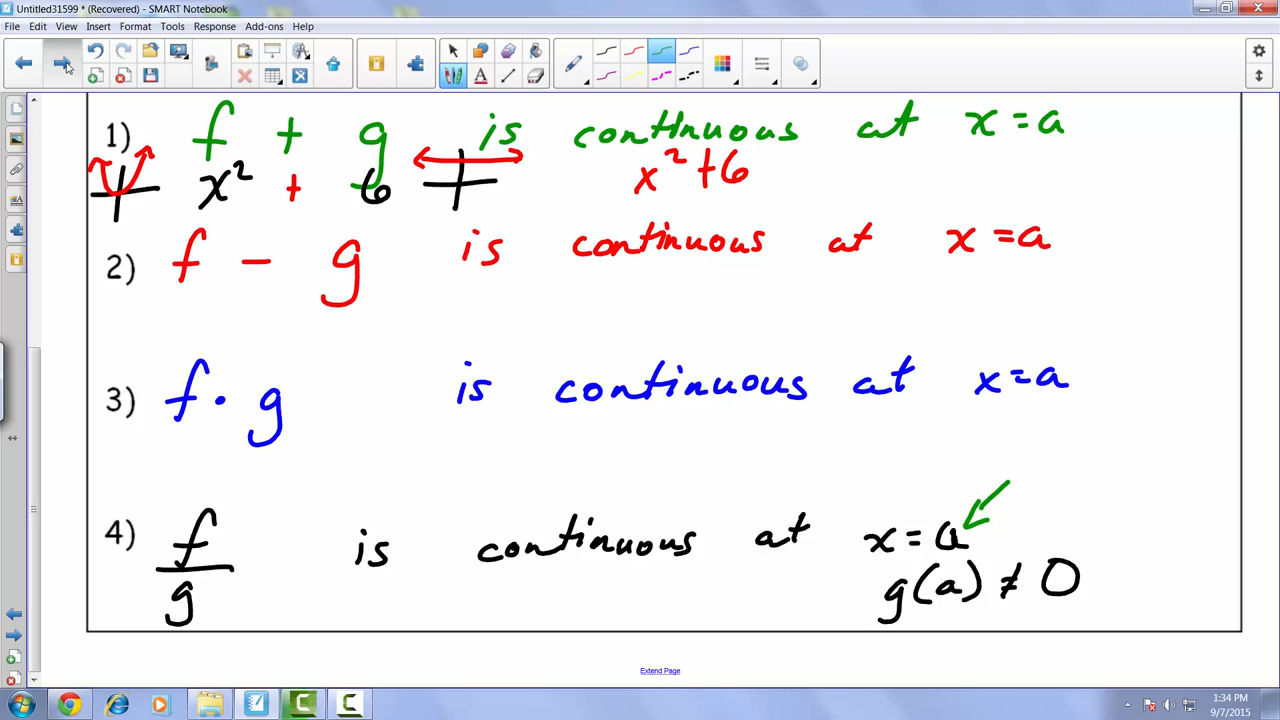 Untitled31599 * (Recovered) - SMART Notebook
File Edit View Insert Format Tools Response Add-ons Help
1) f + g is continuous at x = a
x² + 6 x² + 6
2) f - g is continuous at x = a
3) f · g is continuous at x = a
4) f/g is continuous at x = a
g(a) ≠ 0
Extend Page
1:34 PM
9/7/2015